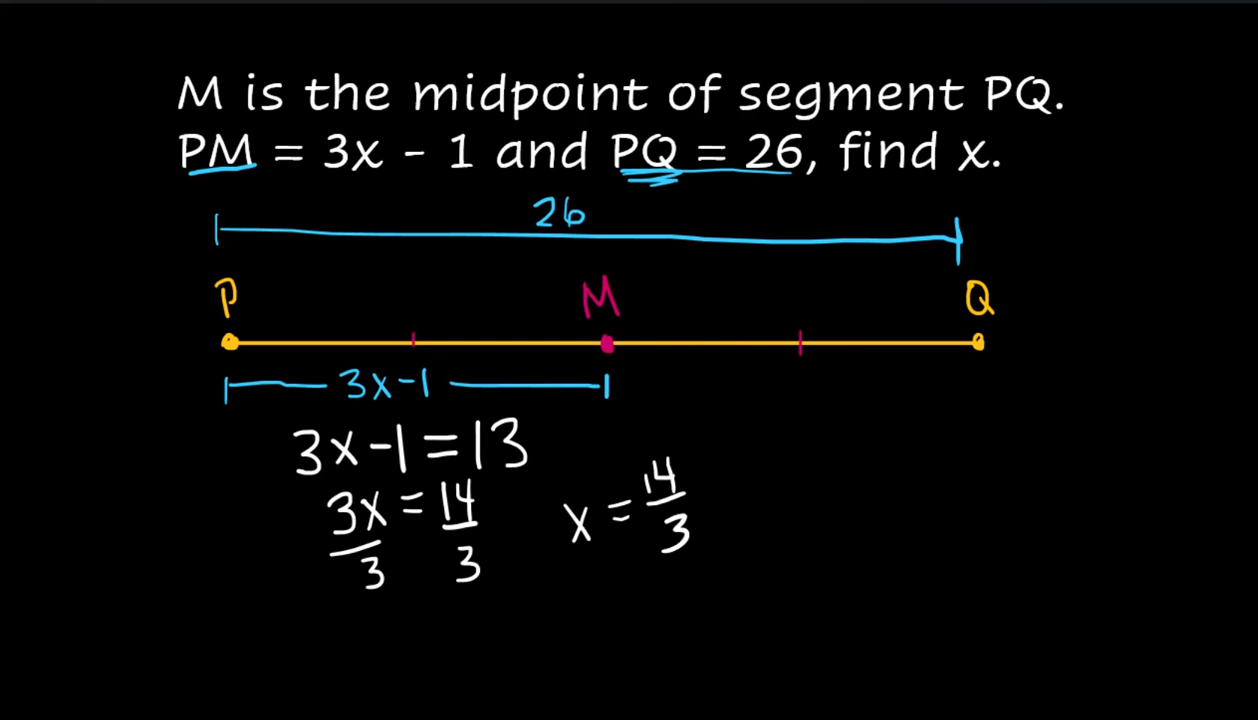 M is the midpoint of segment PQ.
PM = 3x - 1 and PQ = 26, find x.
26
P M Q
3x-1
3x-1=13
3x = 14
3 3
x = 14/3